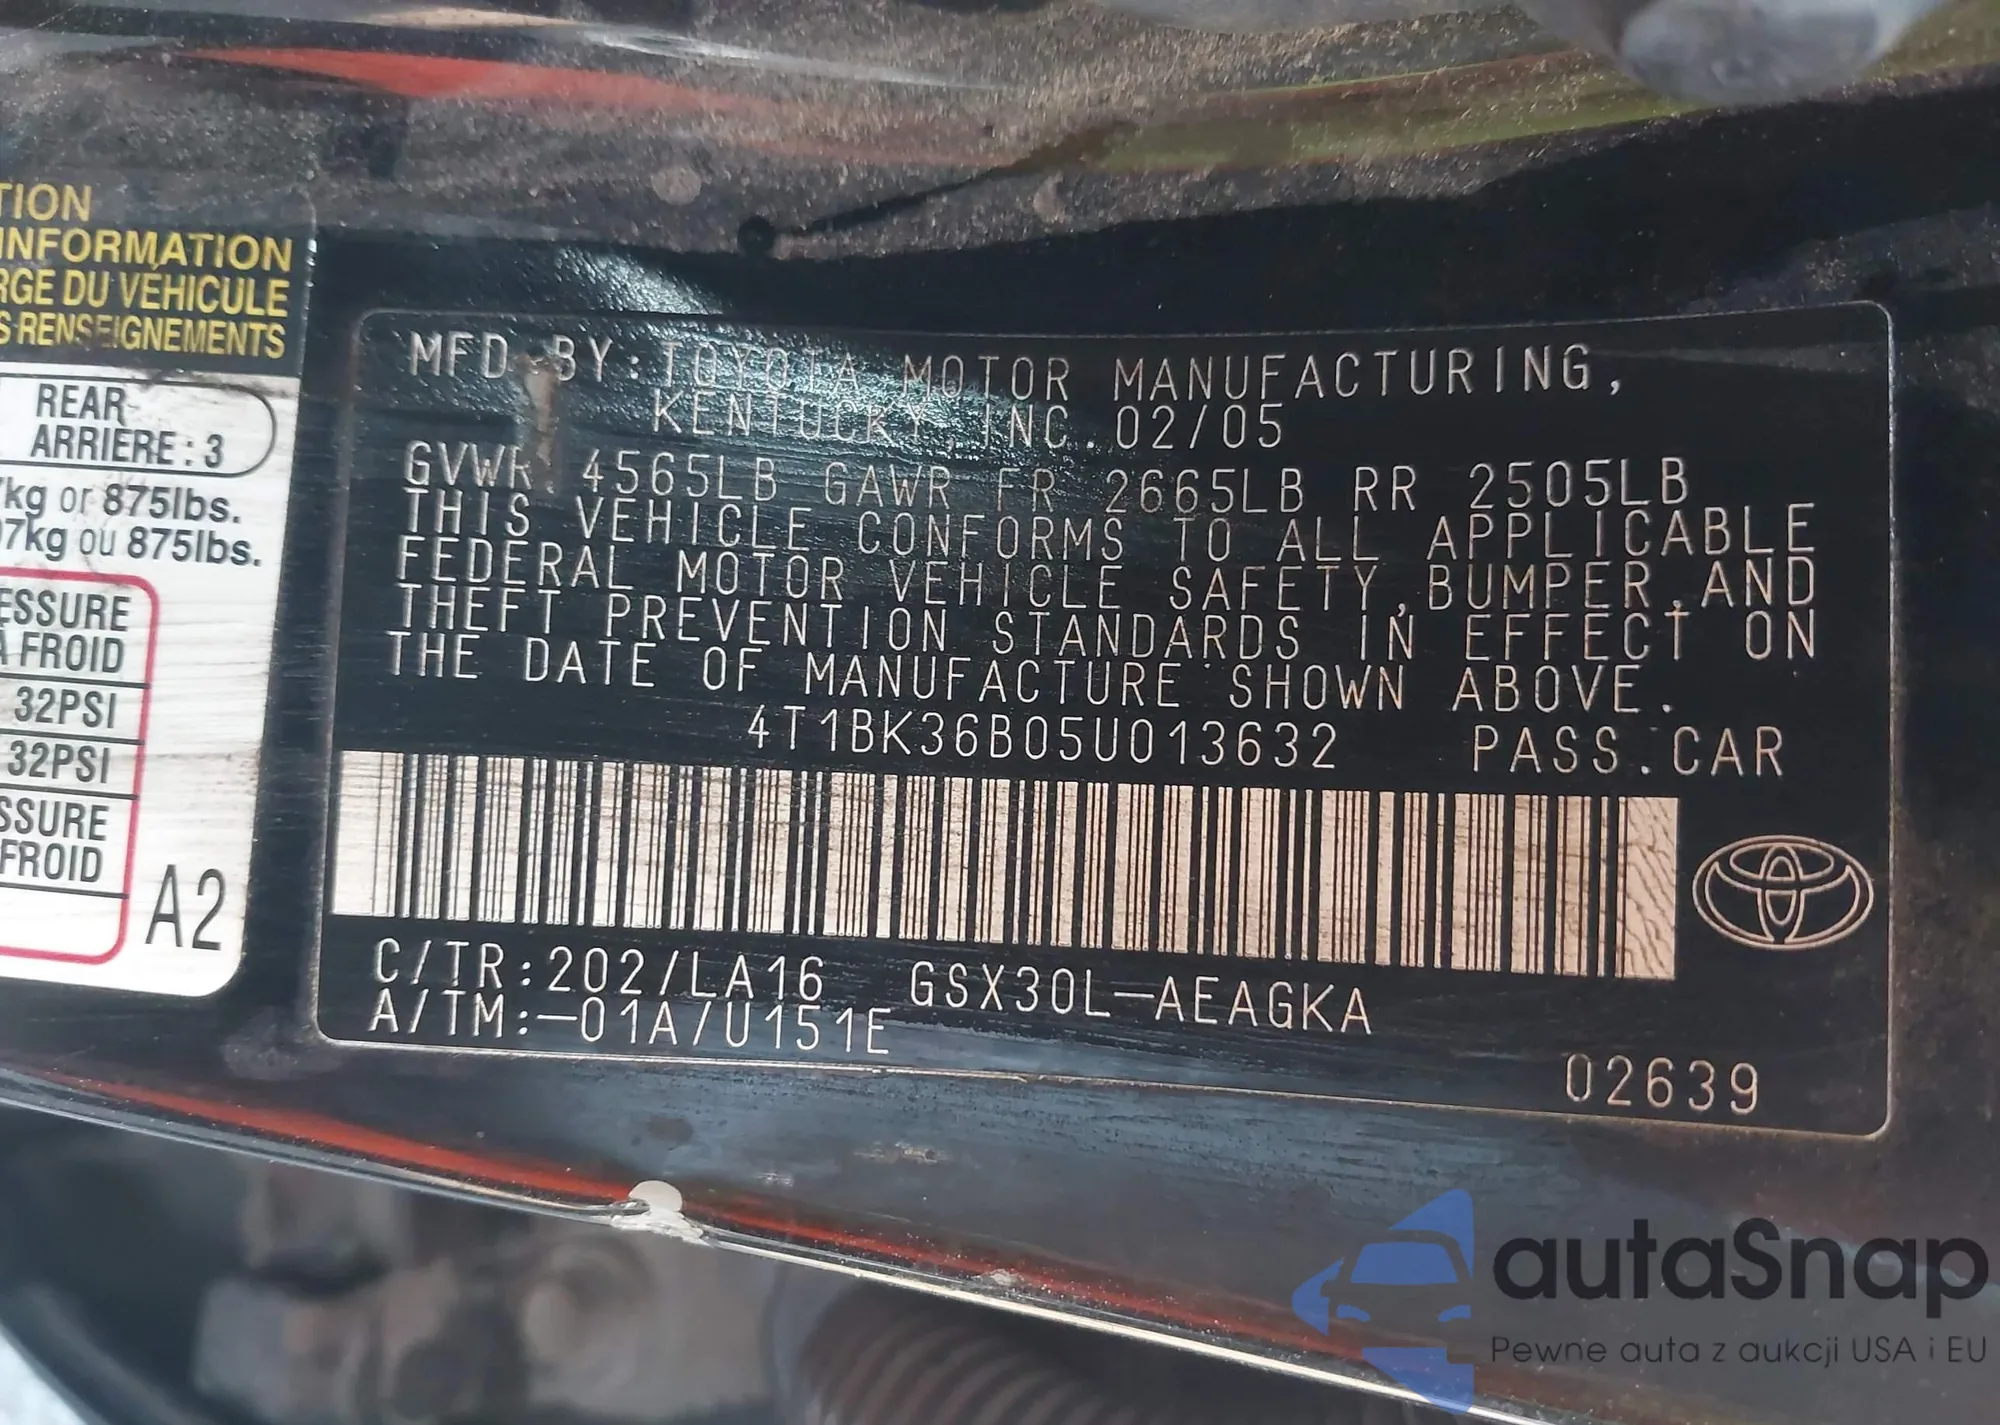 TION
INFORMATION
RGE DU VÉHICULE
S RENSEIGNEMENTS
REAR
ARRIÈRE : 3
7kg or 875lbs.
97kg ou 875lbs.
ESSURE
À FROID
32PSI
32PSI
SSURE
FROID
A2
MFD BY: TOYOTA MOTOR MANUFACTURING,
KENTUCKY, INC. 02/05
GVWR 4565LB GAWR FR 2665LB RR 2505LB
THIS VEHICLE CONFORMS TO ALL APPLICABLE
FEDERAL MOTOR VEHICLE SAFETY, BUMPER, AND
THEFT PREVENTION STANDARDS IN EFFECT ON
THE DATE OF MANUFACTURE SHOWN ABOVE.
4T1BK36B05U013632 PASS. CAR
C/TR:202/LA16 GSX30L-AEAGKA
A/TM:-01A/U151E
02639
autaSnap
Pewne auta z aukcji USA i EU